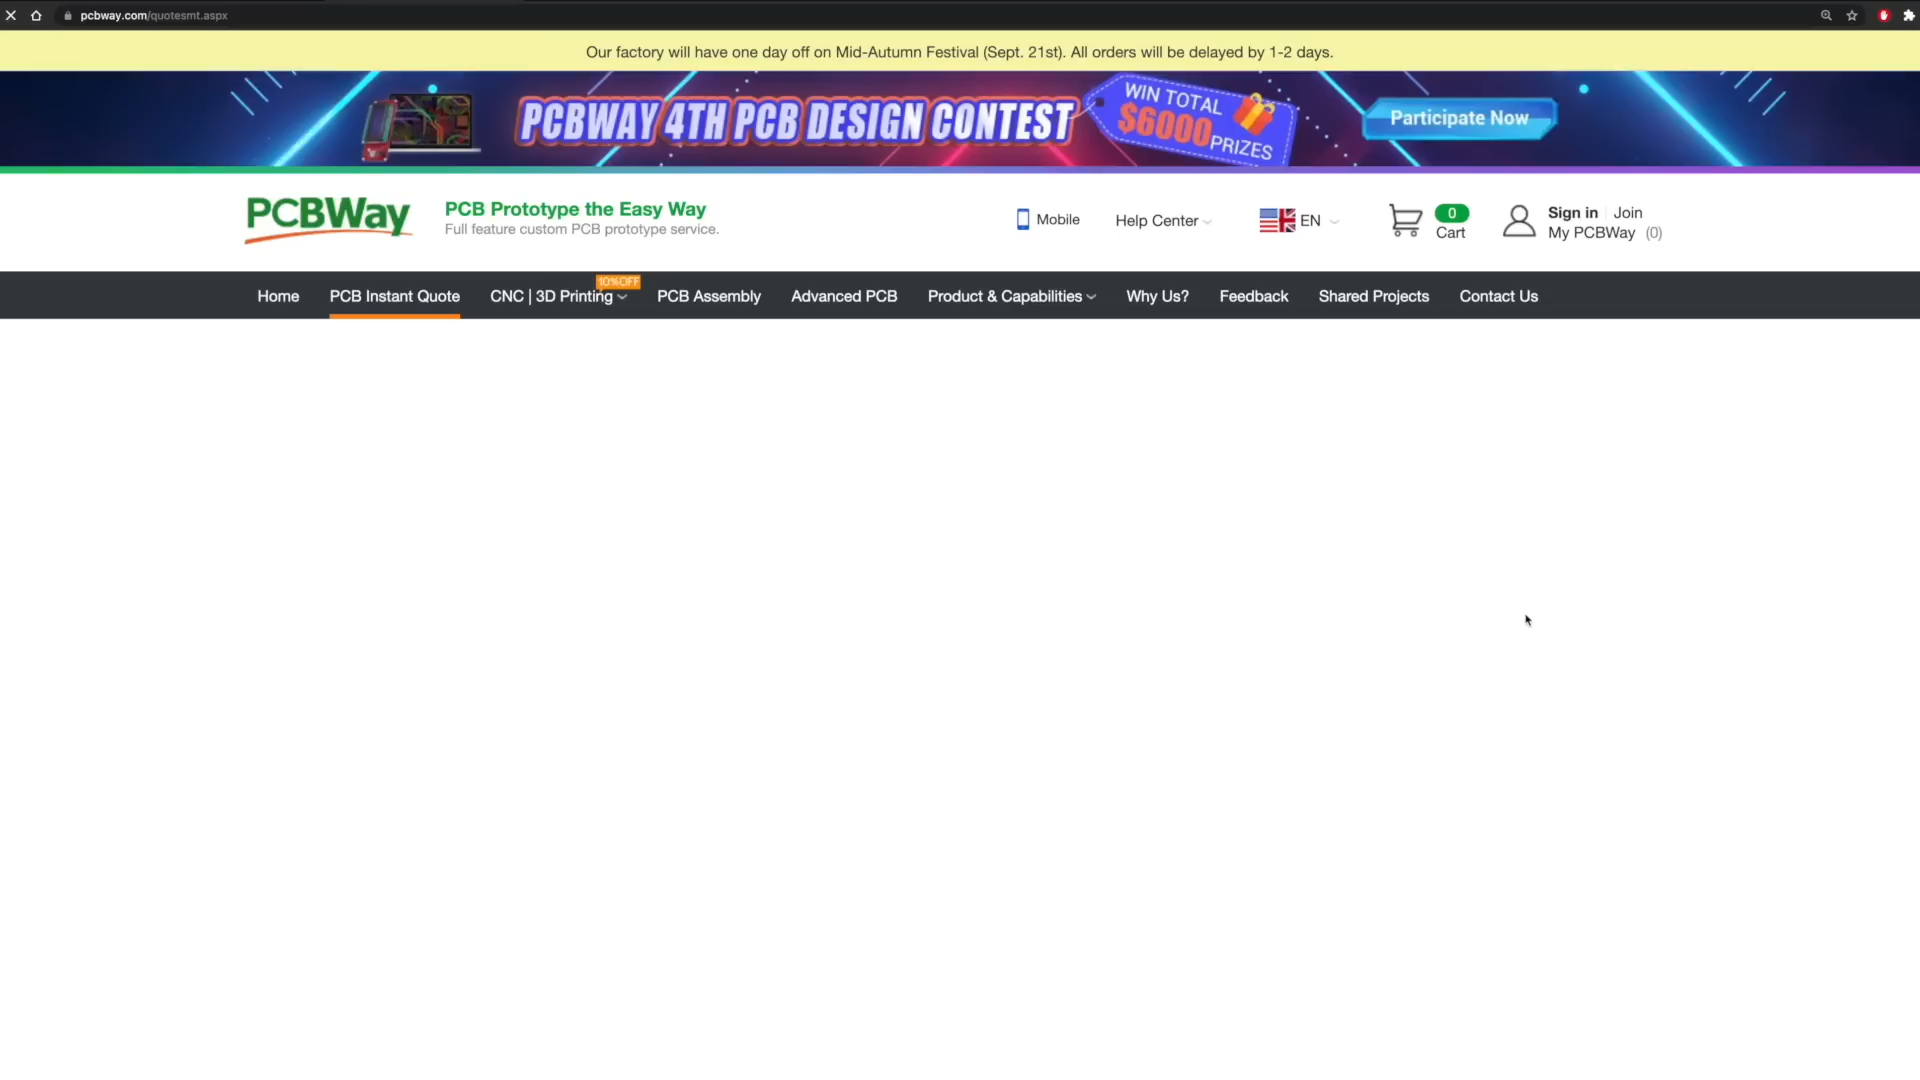 pcbway.com/quotesmt.aspx
Our factory will have one day off on Mid-Autumn Festival (Sept. 21st). All orders will be delayed by 1-2 days.
PCBWAY 4TH PCB DESIGN CONTEST
WIN TOTAL
$6000
PRIZES
Participate Now
PCBWay
PCB Prototype the Easy Way
Full feature custom PCB prototype service.
Mobile
Help Center
EN
0
Cart
Sign in
Join
My PCBWay (0)
10%OFF
Home
PCB Instant Quote
CNC | 3D Printing
PCB Assembly
Advanced PCB
Product & Capabilities
Why Us?
Feedback
Shared Projects
Contact Us